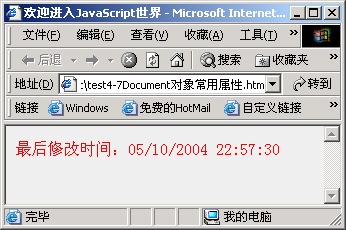 欢迎进入JavaScript世界 - Microsoft Internet...
文件(F) 编辑(E) 查看(V) 收藏(A) 工具(T) »
后退 » 搜索 收藏夹 »
地址(D) :\test4-7Document对象常用属性.htm 转到
链接 Windows 免费的HotMail 自定义链接 »
最后修改时间：05/10/2004 22:57:30
完毕 我的电脑